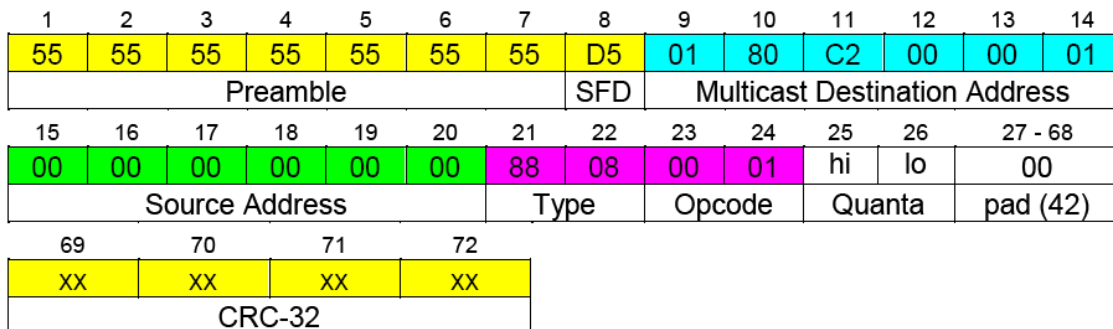 1 2 3 4 5 6 7 8 9 10 11 12 13 14
55 55 55 55 55 55 55 D5 01 80 C2 00 00 01
Preamble SFD Multicast Destination Address
15 16 17 18 19 20 21 22 23 24 25 26 27 - 68
00 00 00 00 00 00 88 08 00 01 hi lo 00
Source Address Type Opcode Quanta pad (42)
69 70 71 72
xx xx xx xx
CRC-32